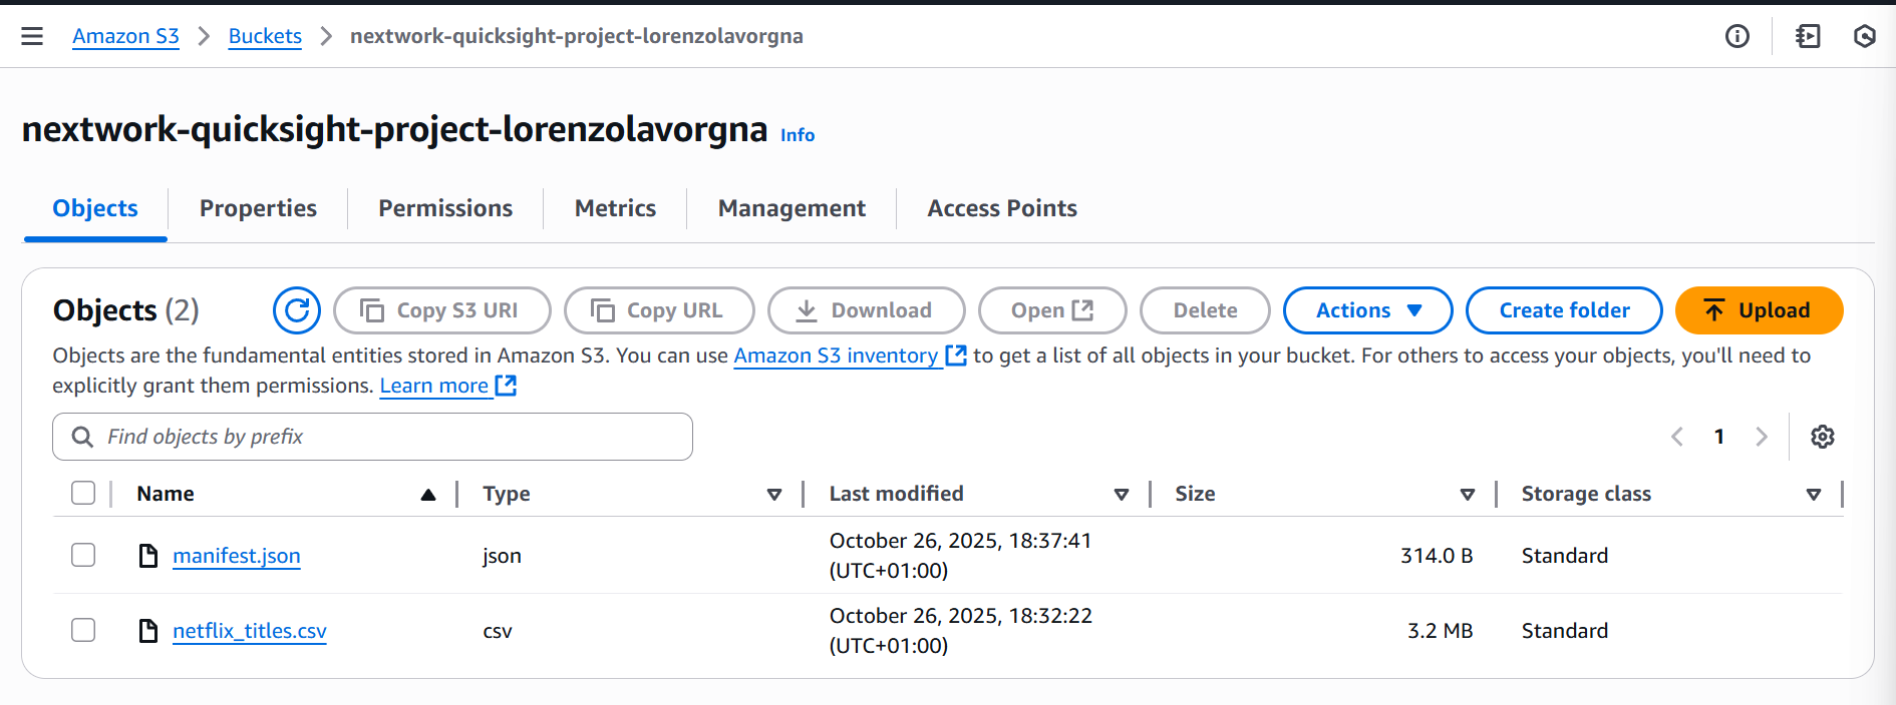 Amazon S3 > Buckets > nextwork-quicksight-project-lorenzolavorgna
nextwork-quicksight-project-lorenzolavorgna Info
Objects Properties Permissions Metrics Management Access Points
Objects (2) Copy S3 URI Copy URL Download Open Delete Actions Create folder Upload
Objects are the fundamental entities stored in Amazon S3. You can use Amazon S3 inventory to get a list of all objects in your bucket. For others to access your objects, you'll need to
explicitly grant them permissions. Learn more
Find objects by prefix 1
Name Type Last modified Size Storage class
manifest.json json October 26, 2025, 18:37:41 314.0 B Standard
(UTC+01:00)
netflix_titles.csv csv October 26, 2025, 18:32:22 3.2 MB Standard
(UTC+01:00)